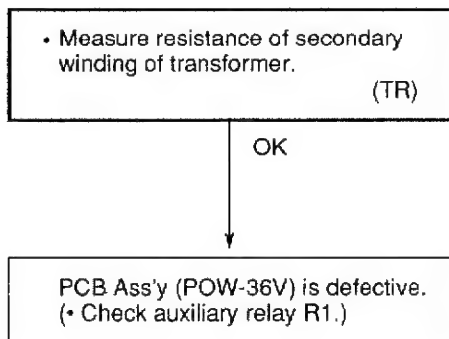 • Measure resistance of secondary
winding of transformer.
(TR)
OK
PCB Ass'y (POW-36V) is defective.
(• Check auxiliary relay R1.)